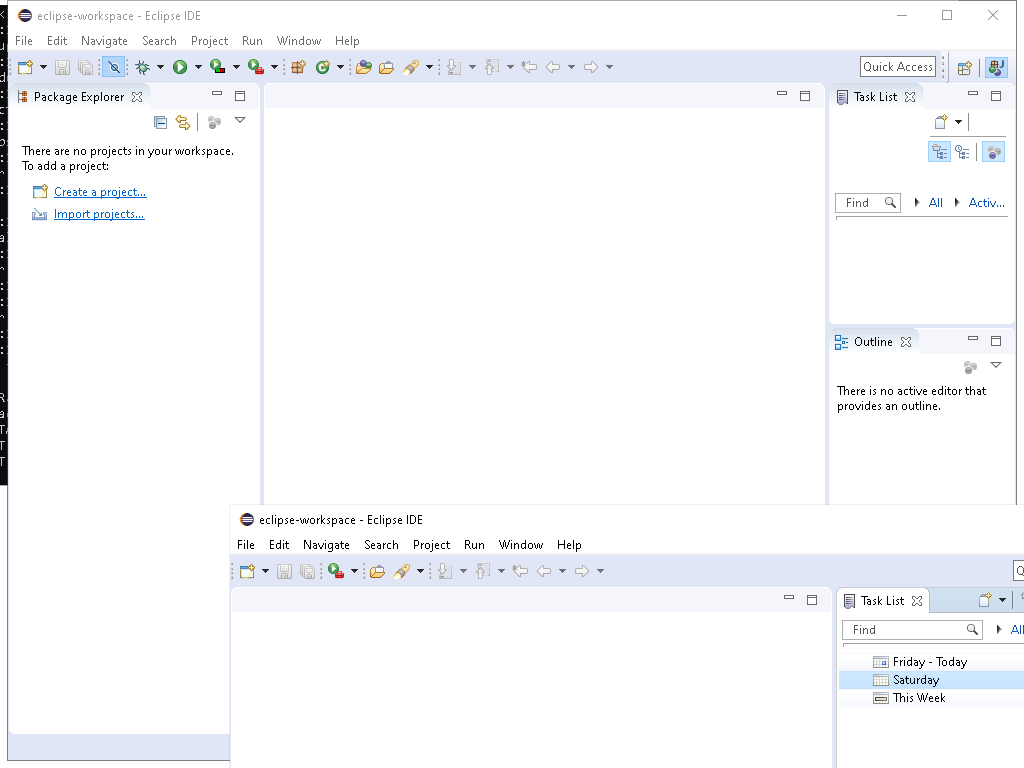 eclipse-workspace - Eclipse IDE
File Edit Navigate Search Project Run Window Help
Quick Access
Package Explorer
There are no projects in your workspace.
To add a project:
Create a project...
Import projects...
Task List
Find All Activ...
Outline
There is no active editor that
provides an outline.
eclipse-workspace - Eclipse IDE
File Edit Navigate Search Project Run Window Help
Q
Task List
Find All
Friday - Today
Saturday
This Week